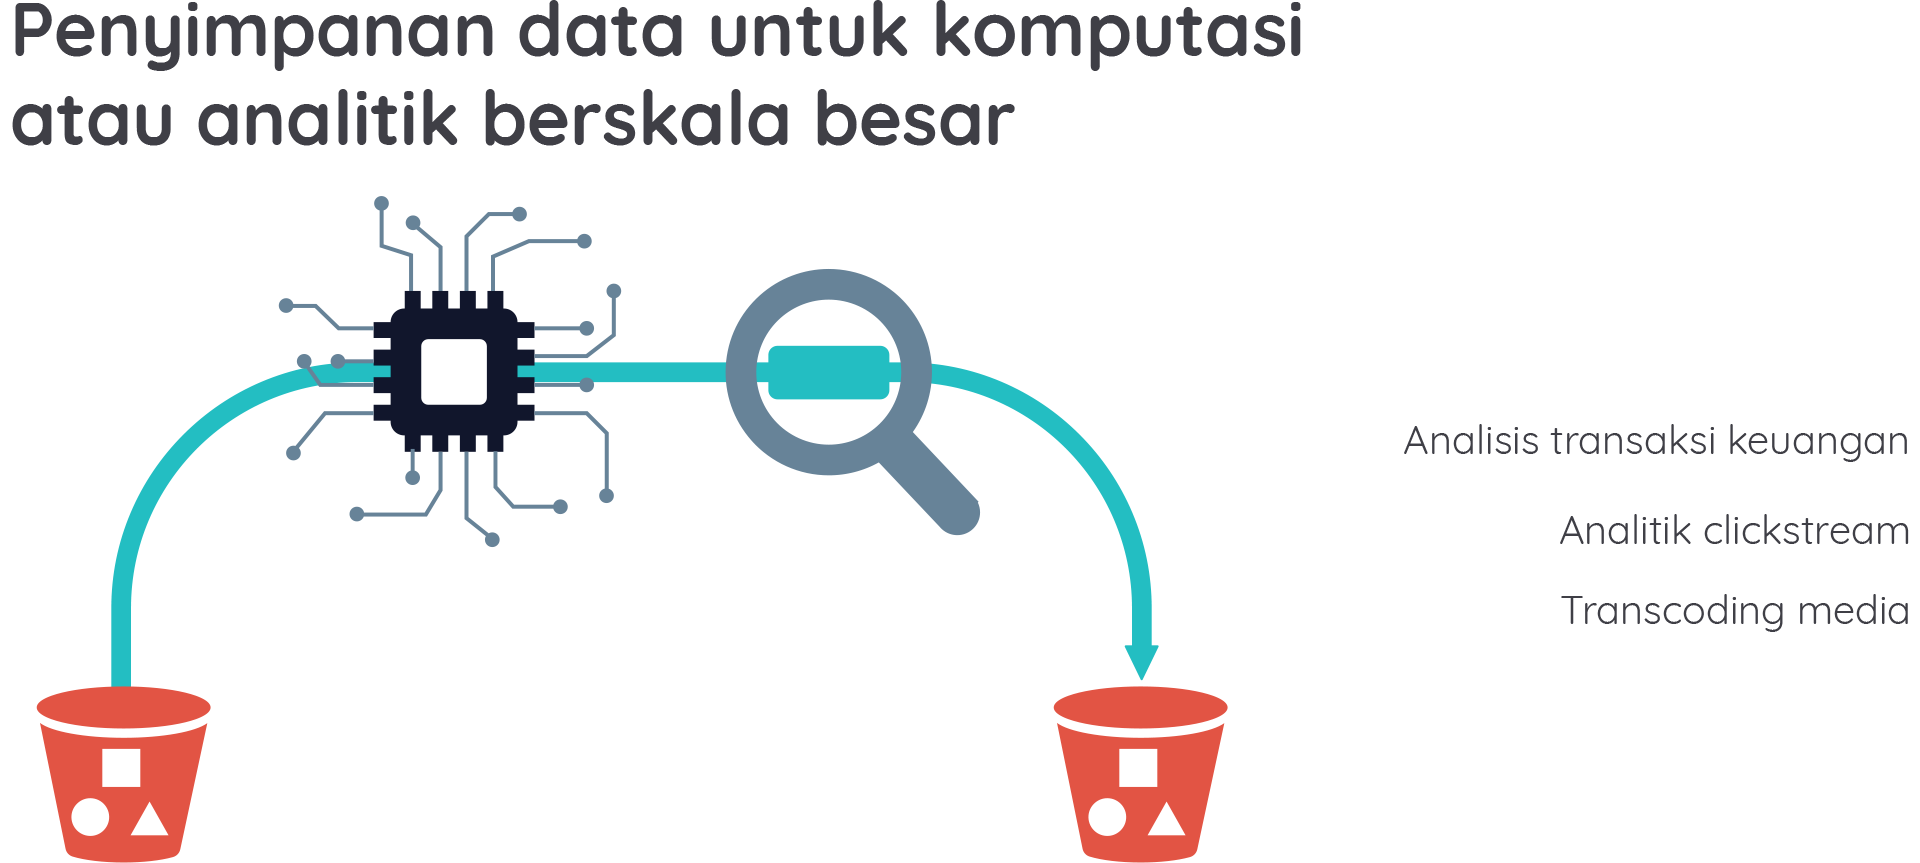 Penyimpanan data untuk komputasi
atau analitik berskala besar
Analisis transaksi keuangan
Analitik clickstream
Transcoding media